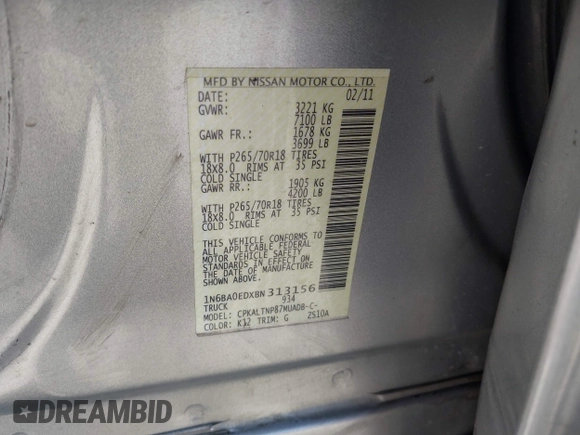 MFD BY NISSAN MOTOR CO., LTD.
DATE: 02/11
GVWR: 3221 KG
7100 LB
GAWR FR.: 1678 KG
3699 LB
WITH P265/70R18 TIRES
18X8.0 RIMS AT 35 PSI
COLD SINGLE
GAWR RR.: 1905 KG
4200 LB
WITH P265/70R18 TIRES
18X8.0 RIMS AT 35 PSI
COLD SINGLE
THIS VEHICLE CONFORMS TO
ALL APPLICABLE FEDERAL
MOTOR VEHICLE SAFETY
STANDARDS IN EFFECT ON
THE DATE OF MANUFACTURE
SHOWN ABOVE.
1N6BA0EDXBN313156
TRUCK 934
MODEL: CPKALTNP87MUADB-C-
COLOR: K12 TRIM: G ZS10A
DREAMBID